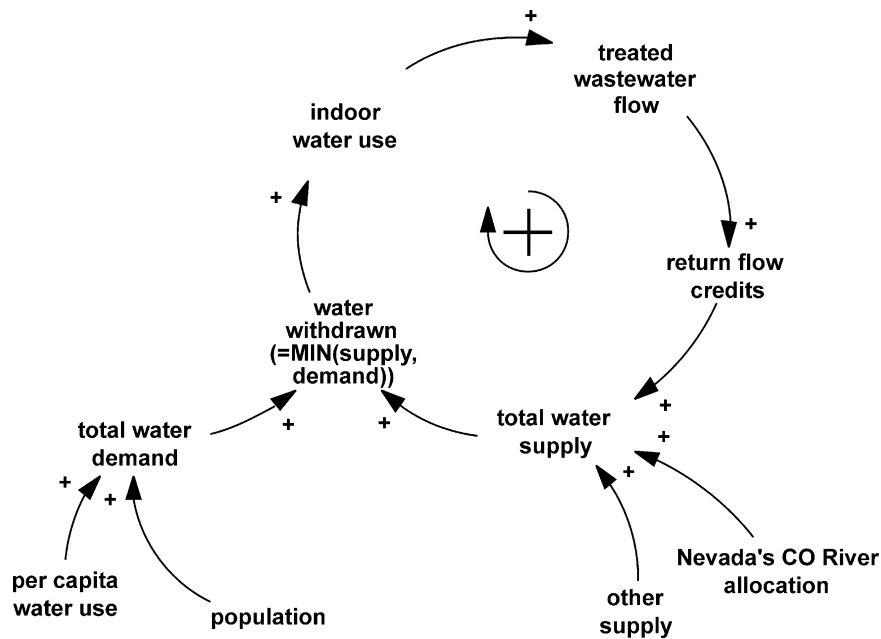 +
treated
wastewater
flow
indoor
water use
+
+
+
return flow
credits
water
withdrawn
(=MIN(supply,
demand))
+
+
+
total water
demand
total water
supply
+
+
+
+
Nevada's CO River
allocation
per capita
water use
population
other
supply